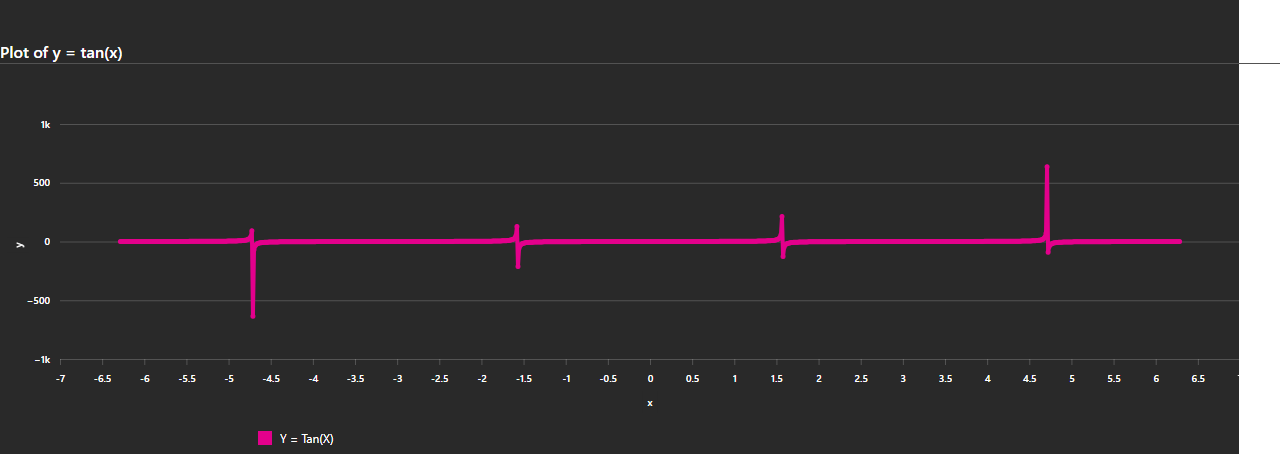 Plot of y = tan(x)
1k
500
0
−500
−1k
y
-7 -6.5 -6 -5.5 -5 -4.5 -4 -3.5 -3 -2.5 -2 -1.5 -1 -0.5 0 0.5 1 1.5 2 2.5 3 3.5 4 4.5 5 5.5 6 6.5
x
Y = Tan(X)